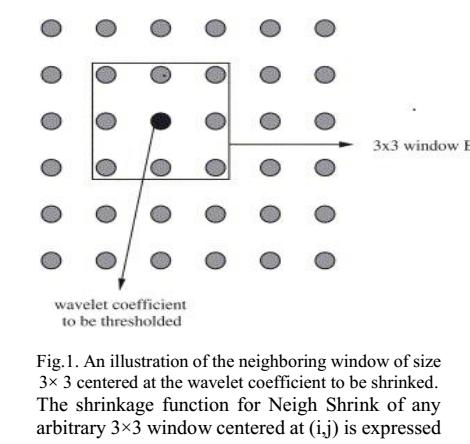 3x3 window B
wavelet coefficient
to be thresholded
Fig.1. An illustration of the neighboring window of size
3× 3 centered at the wavelet coefficient to be shrinked.
The shrinkage function for Neigh Shrink of any
arbitrary 3×3 window centered at (i,j) is expressed